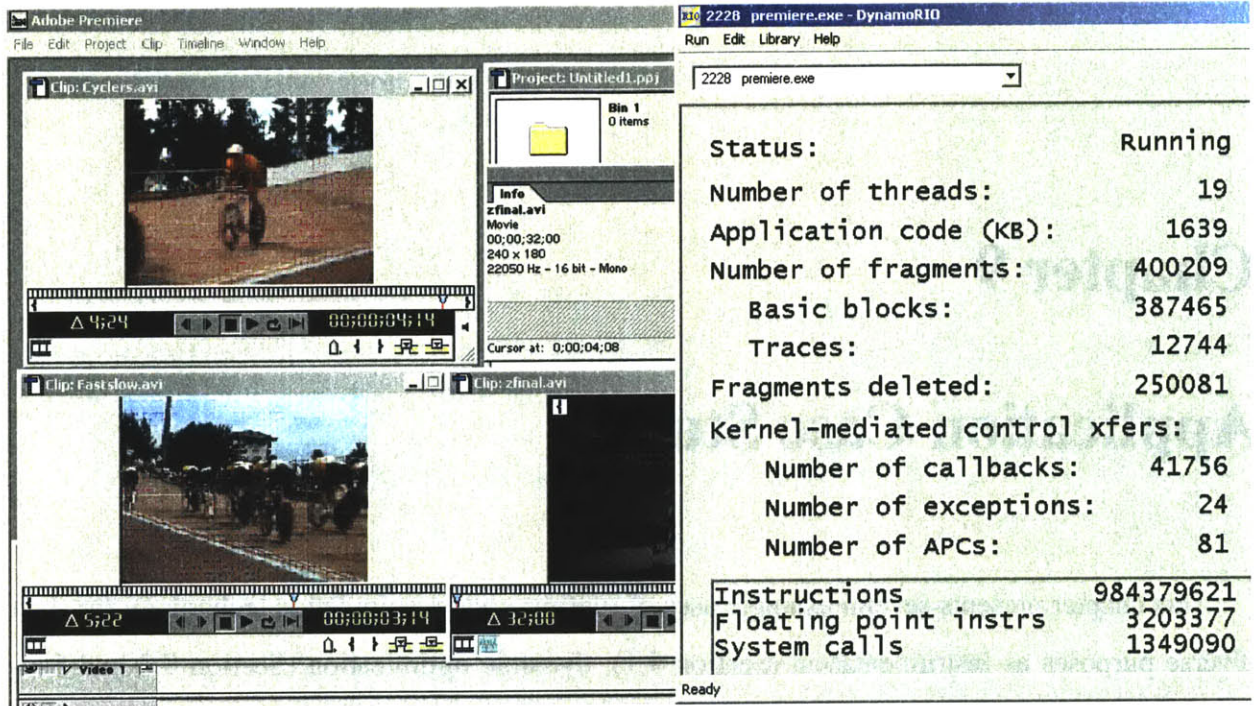 Adobe Premiere
File Edit Project Clip Timeline Window Help
Clip: Cyclers.avi
Δ 4;24
00;00;04;14
Project: Untitled1.ppj
Bin 1
0 items
Info
zfinal.avi
Movie
00;00;32;00
240 x 180
22050 Hz - 16 bit - Mono
Cursor at: 0;00;04;08
Clip: Fastslow.avi
Δ 5;22
00;00;03;14
Clip: zfinal.avi
Δ 32;00
Video 1
RIO 2228 premiere.exe - DynamoRIO
Run Edit Library Help
2228 premiere.exe
Status: Running
Number of threads: 19
Application code (KB): 1639
Number of fragments: 400209
Basic blocks: 387465
Traces: 12744
Fragments deleted: 250081
Kernel-mediated control xfers:
Number of callbacks: 41756
Number of exceptions: 24
Number of APCs: 81
Instructions 984379621
Floating point instrs 3203377
System calls 1349090
Ready